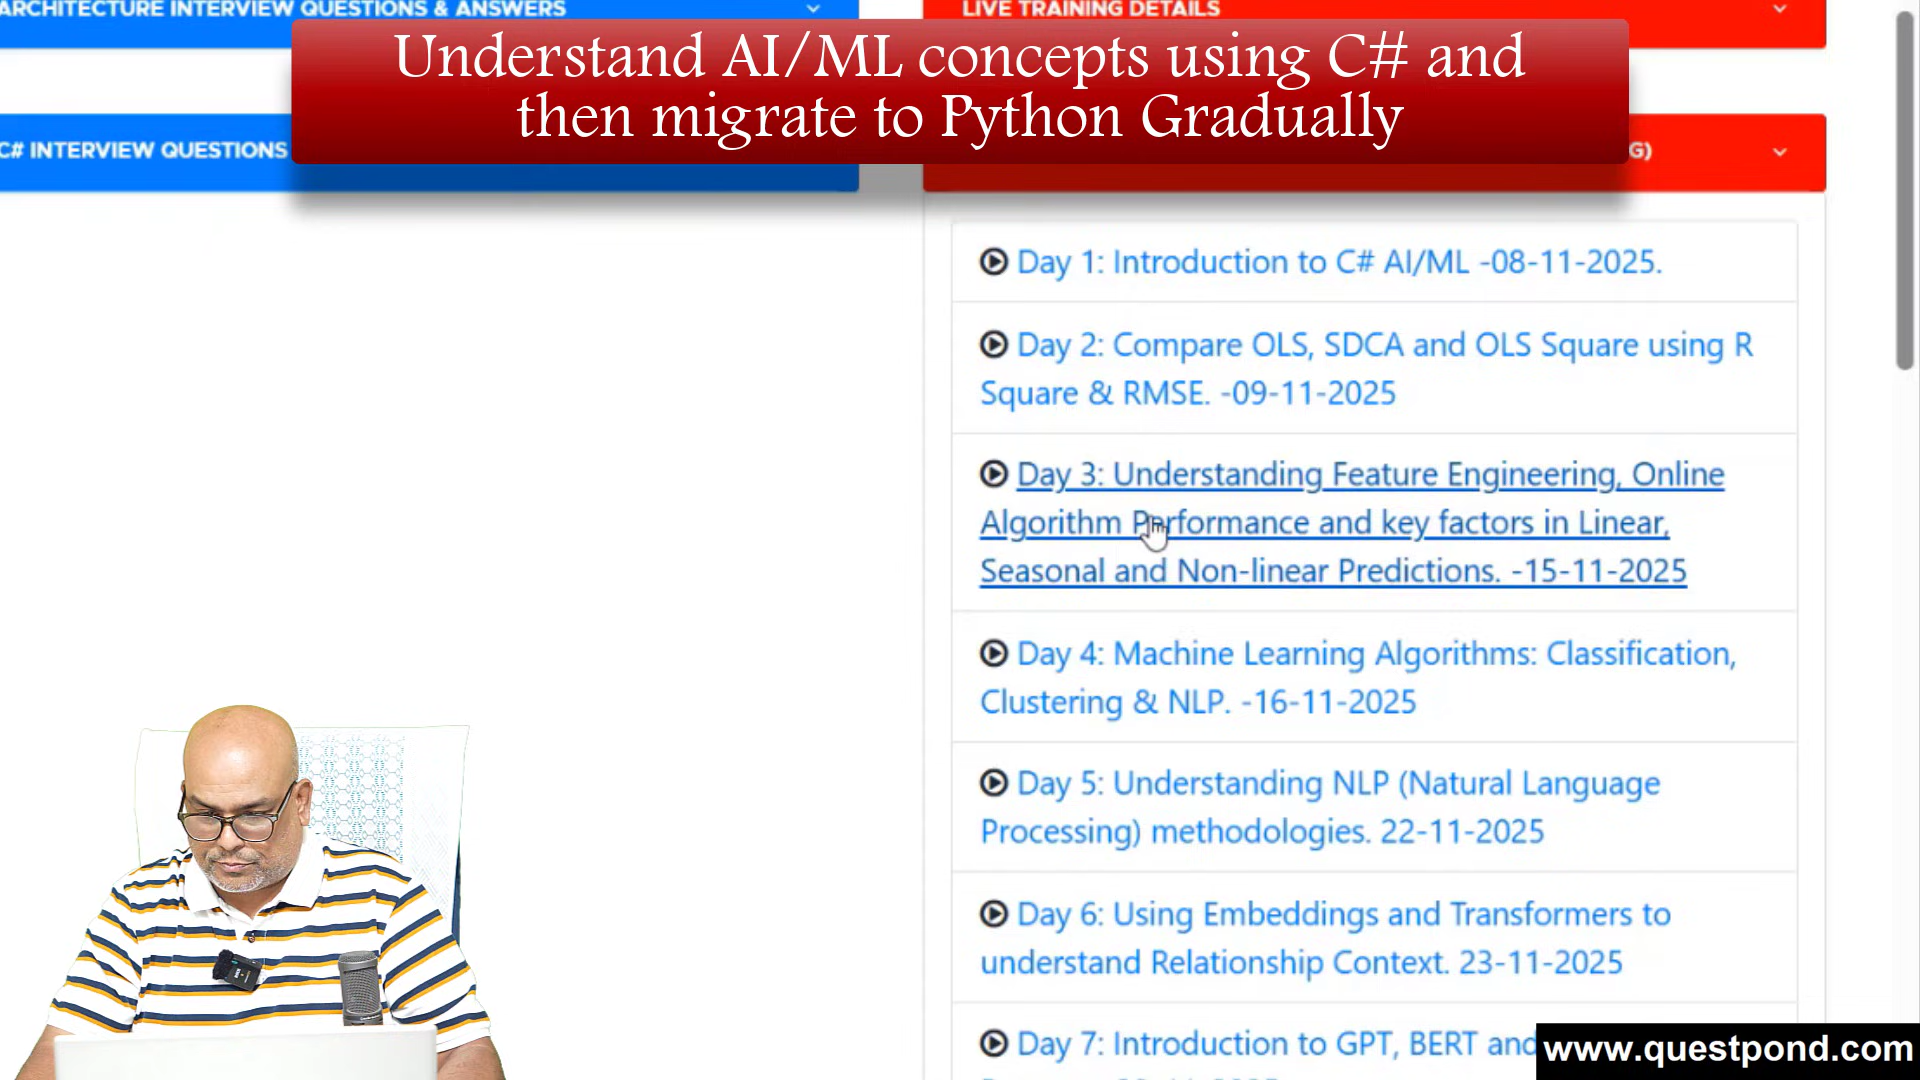 ARCHITECTURE INTERVIEW QUESTIONS & ANSWERS
LIVE TRAINING DETAILS
Understand AI/ML concepts using C# and
then migrate to Python Gradually
C# INTERVIEW QUESTIONS
G)
Day 1: Introduction to C# AI/ML -08-11-2025.
Day 2: Compare OLS, SDCA and OLS Square using R
Square & RMSE. -09-11-2025
Day 3: Understanding Feature Engineering, Online
Algorithm Performance and key factors in Linear,
Seasonal and Non-linear Predictions. -15-11-2025
Day 4: Machine Learning Algorithms: Classification,
Clustering & NLP. -16-11-2025
Day 5: Understanding NLP (Natural Language
Processing) methodologies. 22-11-2025
Day 6: Using Embeddings and Transformers to
understand Relationship Context. 23-11-2025
Day 7: Introduction to GPT, BERT and
www.questpond.com